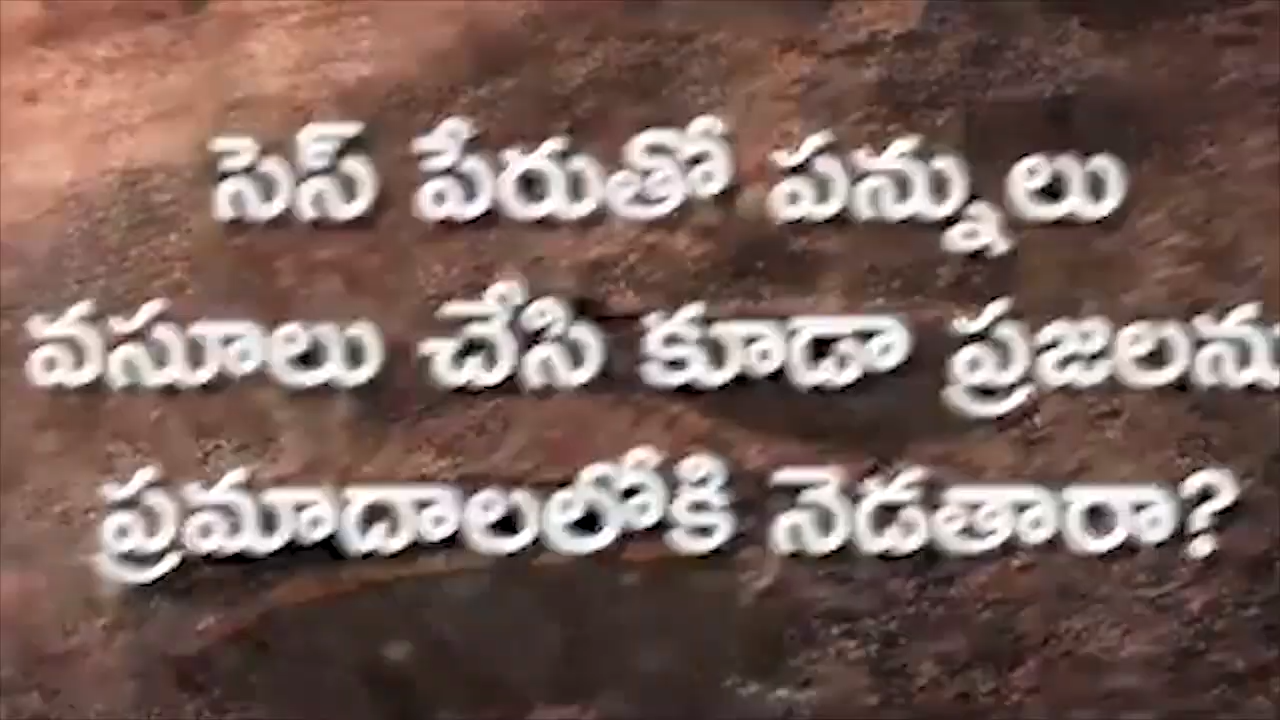 సెస్ పేరుతో పన్నులు
వసూలు చేసి కూడా ప్రజలను
ప్రమాదాలలోకి నెడతారా?